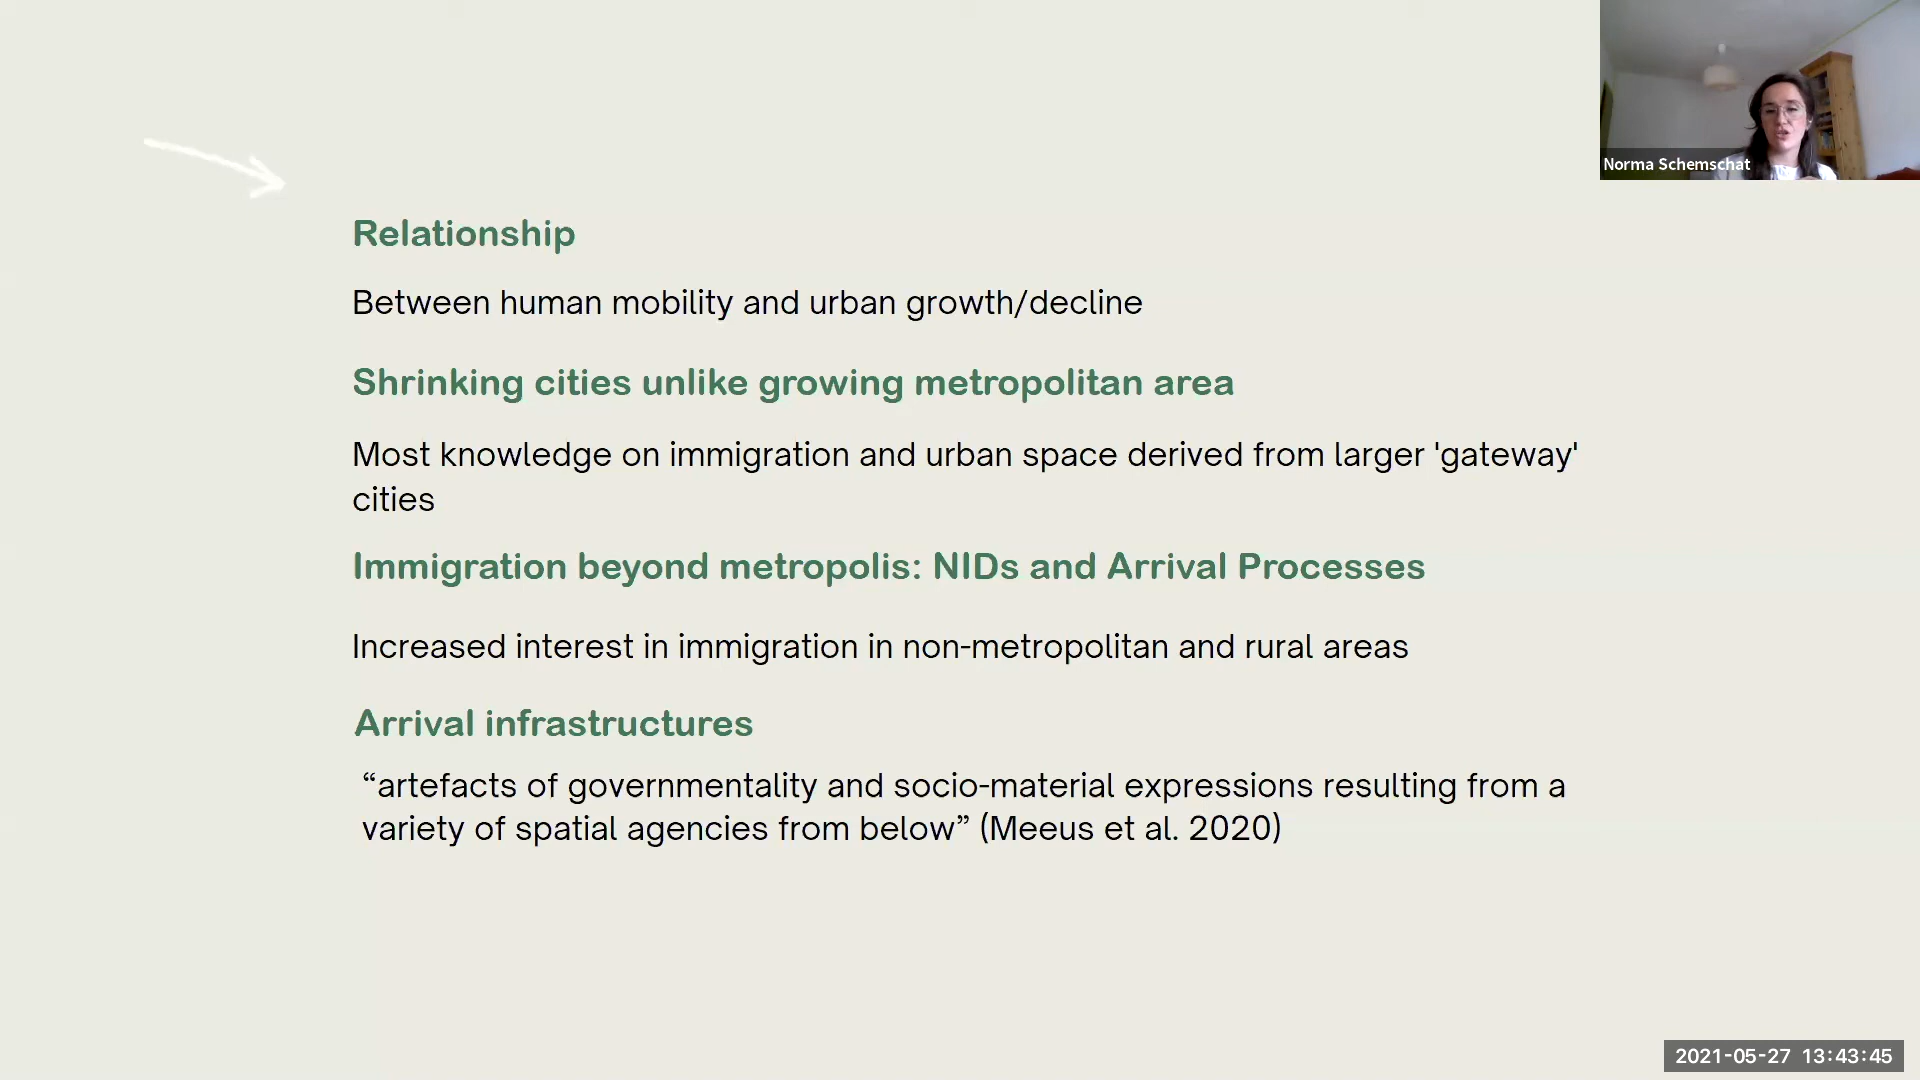 Norma Schemschat
Relationship
Between human mobility and urban growth/decline
Shrinking cities unlike growing metropolitan area
Most knowledge on immigration and urban space derived from larger 'gateway'
cities
Immigration beyond metropolis: NIDs and Arrival Processes
Increased interest in immigration in non-metropolitan and rural areas
Arrival infrastructures
“artefacts of governmentality and socio-material expressions resulting from a
variety of spatial agencies from below” (Meeus et al. 2020)
2021-05-27 13:43:45